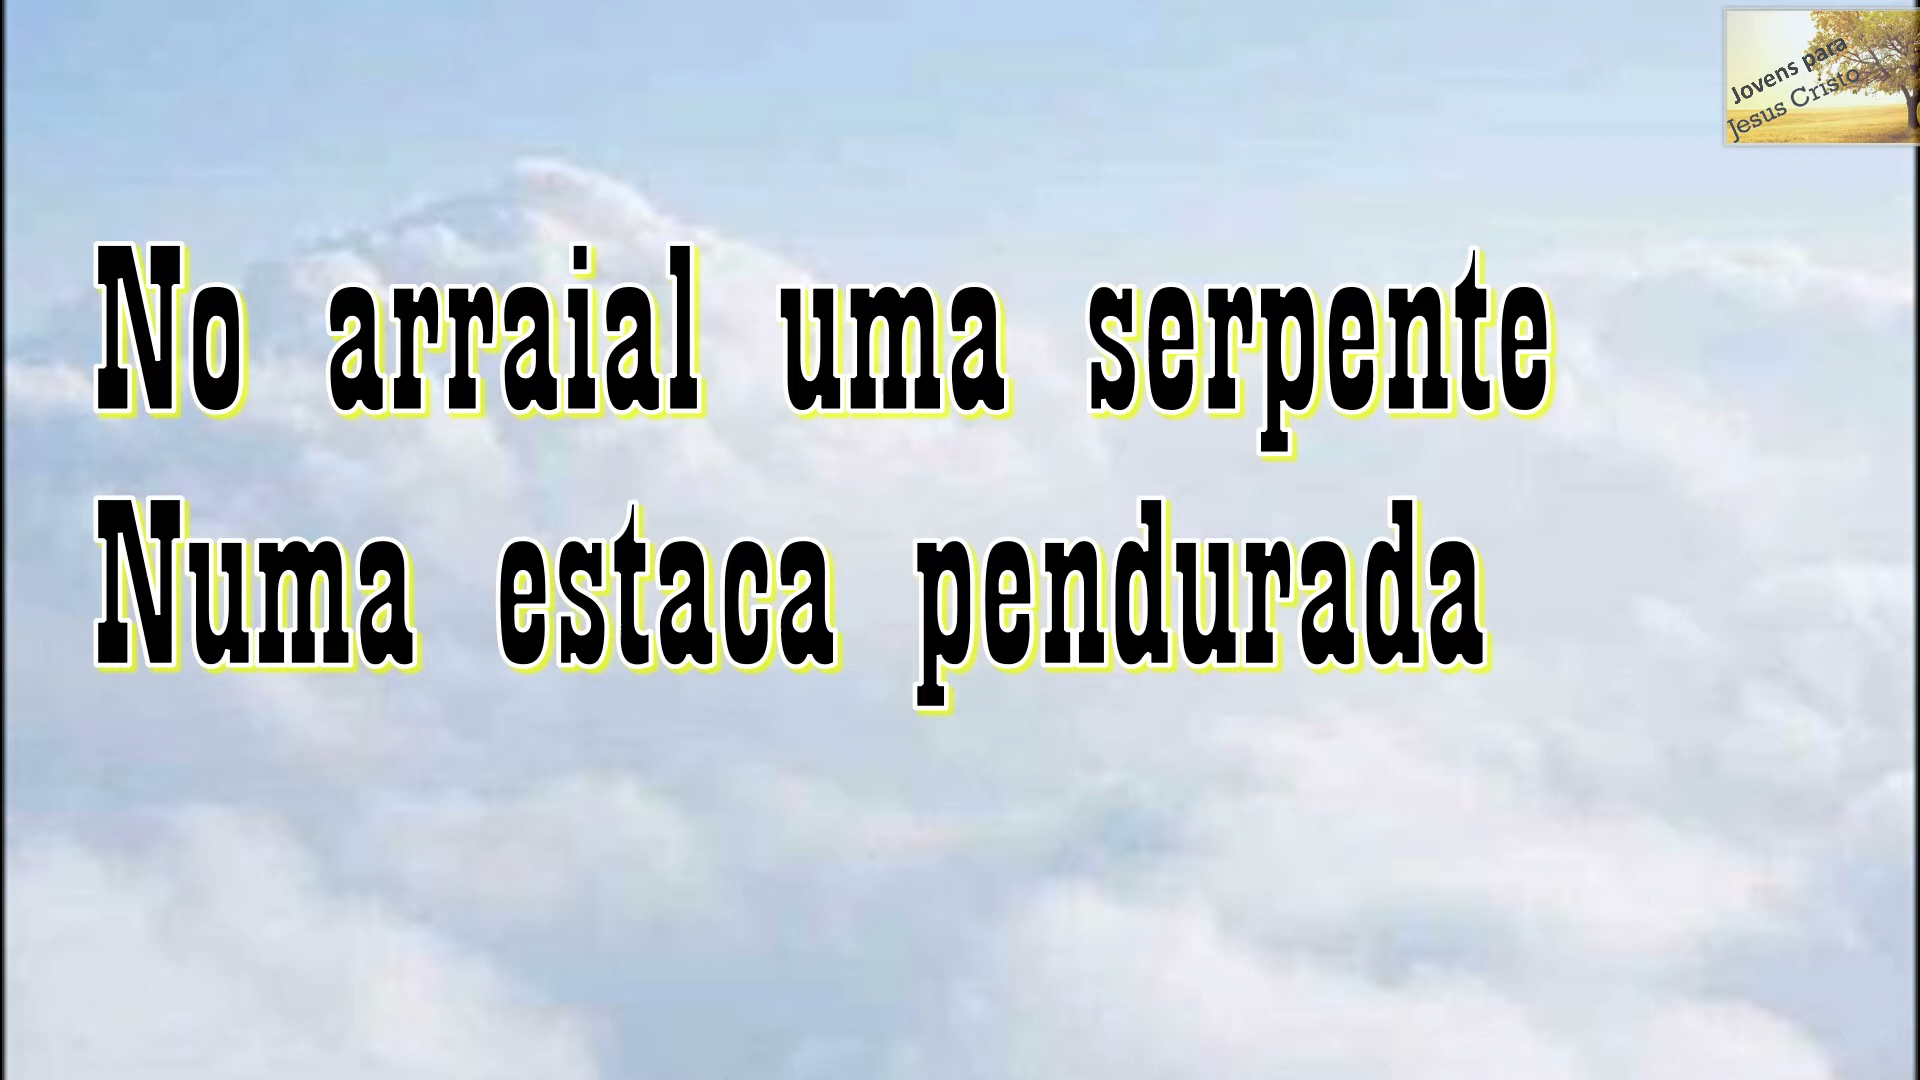 Jovens para
Jesus Cristo
No arraial uma serpente
Numa estaca pendurada